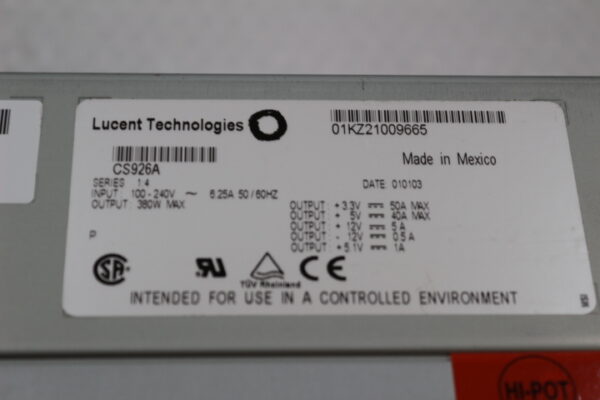 Lucent Technologies
01KZ21009665
CS926A
Made in Mexico
SERIES 1:4
DATE: 010103
INPUT: 100-240V ~ 6.25A 50/60HZ
OUTPUT: 380W MAX
OUTPUT: + 3.3V 50A MAX
OUTPUT: + 5V 40A MAX
OUTPUT: + 12V 5A
OUTPUT: - 12V 0.5A
OUTPUT: + 5.1V 1A
P
SA
TÜV Rheinland
CE
INTENDED FOR USE IN A CONTROLLED ENVIRONMENT
HI-POT